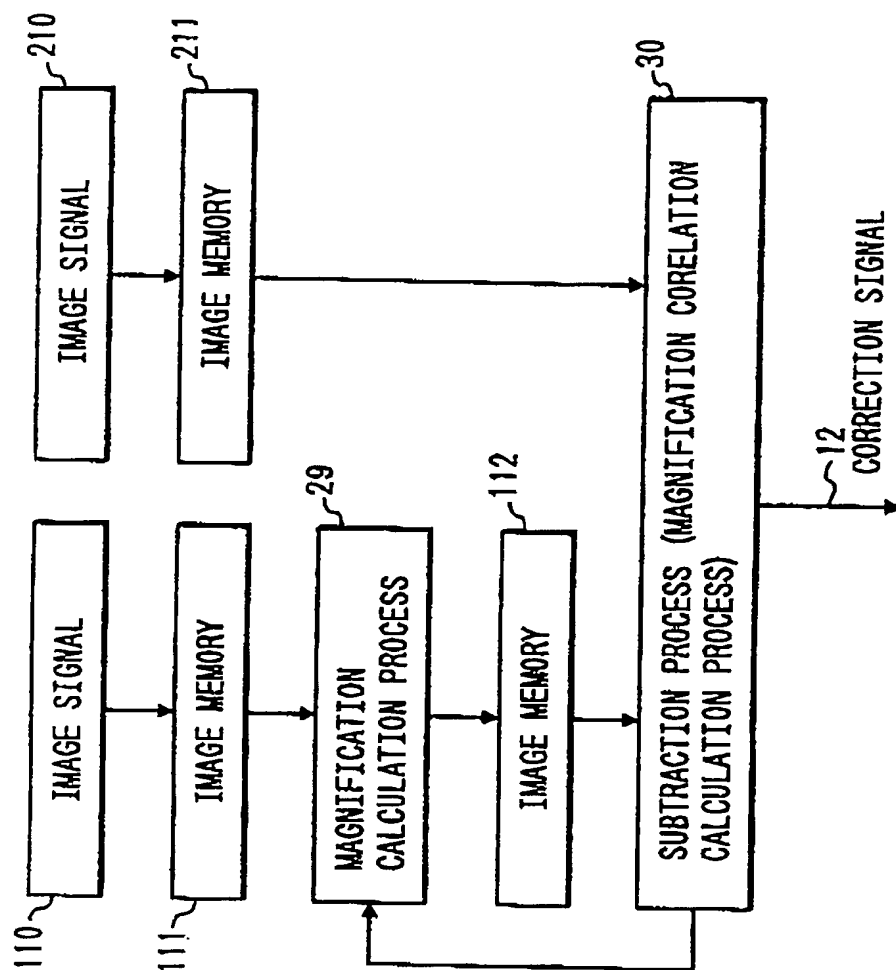 110
IMAGE SIGNAL
210
IMAGE SIGNAL
111
IMAGE MEMORY
211
IMAGE MEMORY
29
MAGNIFICATION
CALCULATION PROCESS
112
IMAGE MEMORY
30
SUBTRACTION PROCESS (MAGNIFICATION CORELATION
CALCULATION PROCESS)
12
CORRECTION SIGNAL